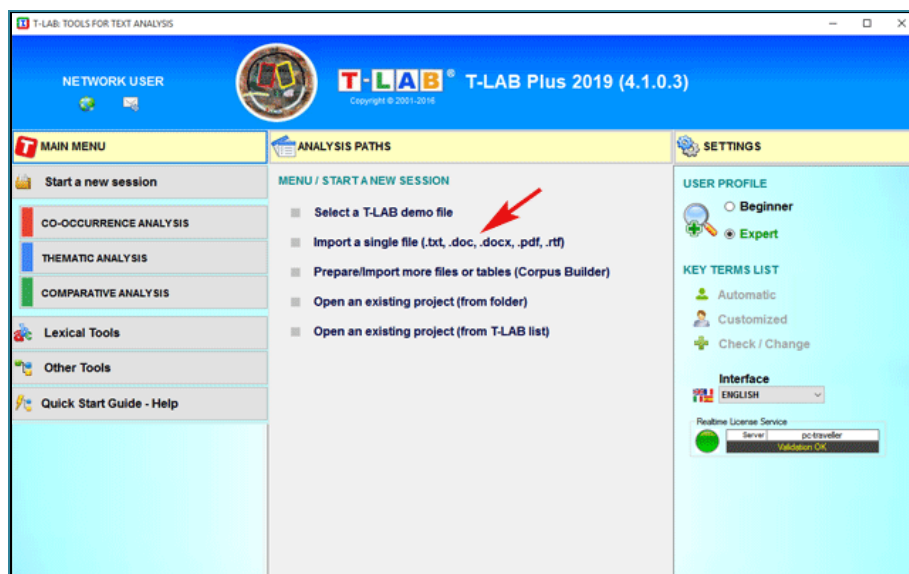 T-LAB: TOOLS FOR TEXT ANALYSIS
NETWORK USER
T-LAB® T-LAB Plus 2019 (4.1.0.3)
Copyright © 2001-2016
MAIN MENU
Start a new session
CO-OCCURRENCE ANALYSIS
THEMATIC ANALYSIS
COMPARATIVE ANALYSIS
Lexical Tools
Other Tools
Quick Start Guide - Help
ANALYSIS PATHS
MENU / START A NEW SESSION
Select a T-LAB demo file
Import a single file (.txt, .doc, .docx, .pdf, .rtf)
Prepare/Import more files or tables (Corpus Builder)
Open an existing project (from folder)
Open an existing project (from T-LAB list)
SETTINGS
USER PROFILE
Beginner
Expert
KEY TERMS LIST
Automatic
Customized
Check / Change
Interface
ENGLISH
Realtime License Service
Server pc-traveller
Validation OK